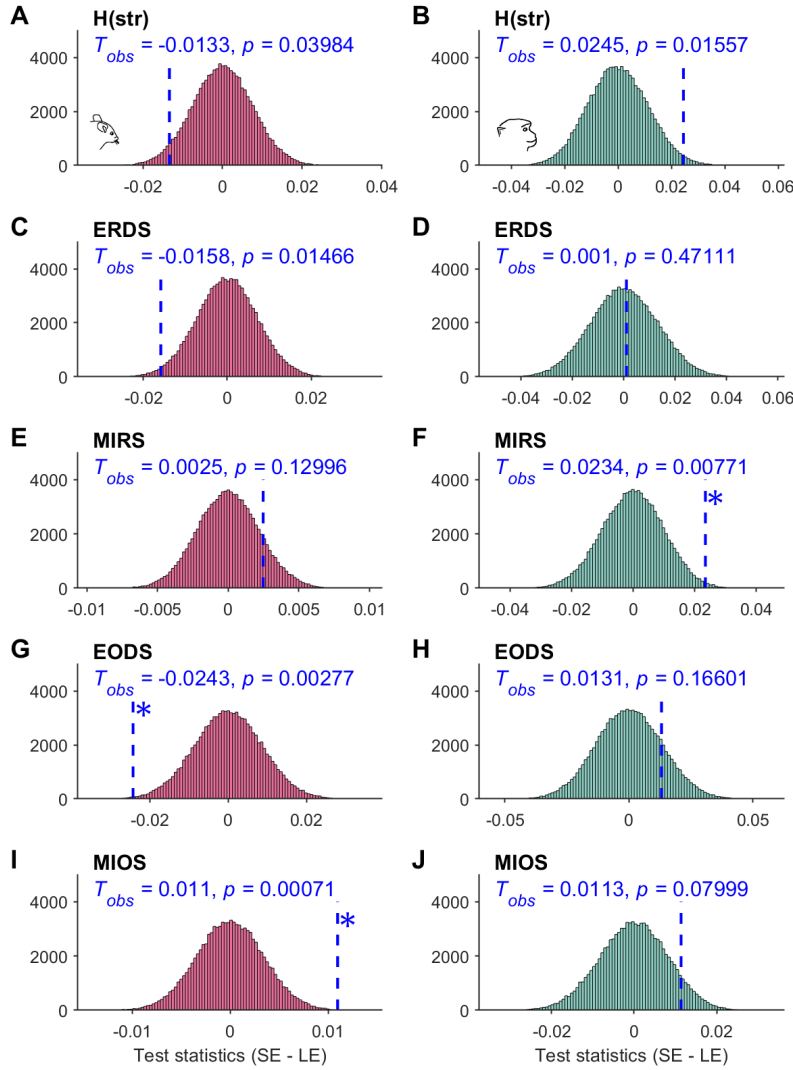 A
H(str)
T_obs = -0.0133, p = 0.03984
4000
2000
0
-0.02 0 0.02 0.04
B
H(str)
T_obs = 0.0245, p = 0.01557
4000
2000
0
-0.04 -0.02 0 0.02 0.04 0.06
C
ERDS
T_obs = -0.0158, p = 0.01466
4000
2000
0
-0.02 0 0.02
D
ERDS
T_obs = 0.001, p = 0.47111
4000
2000
0
-0.04 -0.02 0 0.02 0.04 0.06
E
MIRS
T_obs = 0.0025, p = 0.12996
4000
2000
0
-0.01 -0.005 0 0.005 0.01
F
MIRS
T_obs = 0.0234, p = 0.00771
*
4000
2000
0
-0.04 -0.02 0 0.02 0.04
G
EODS
T_obs = -0.0243, p = 0.00277
*
4000
2000
0
-0.02 0 0.02
H
EODS
T_obs = 0.0131, p = 0.16601
4000
2000
0
-0.05 0 0.05
I
MIOS
T_obs = 0.011, p = 0.00071
*
4000
2000
0
-0.01 0 0.01
Test statistics (SE - LE)
J
MIOS
T_obs = 0.0113, p = 0.07999
4000
2000
0
-0.02 0 0.02
Test statistics (SE - LE)